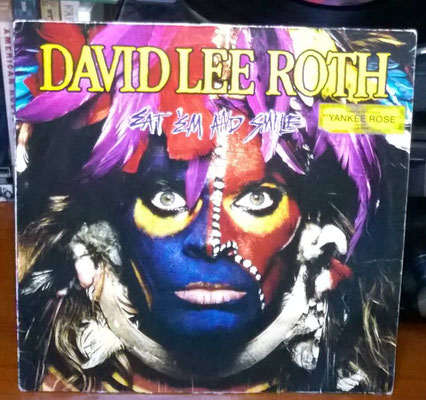 DAVID LEE ROTH
EAT 'EM AND SMILE
YANKEE ROSE